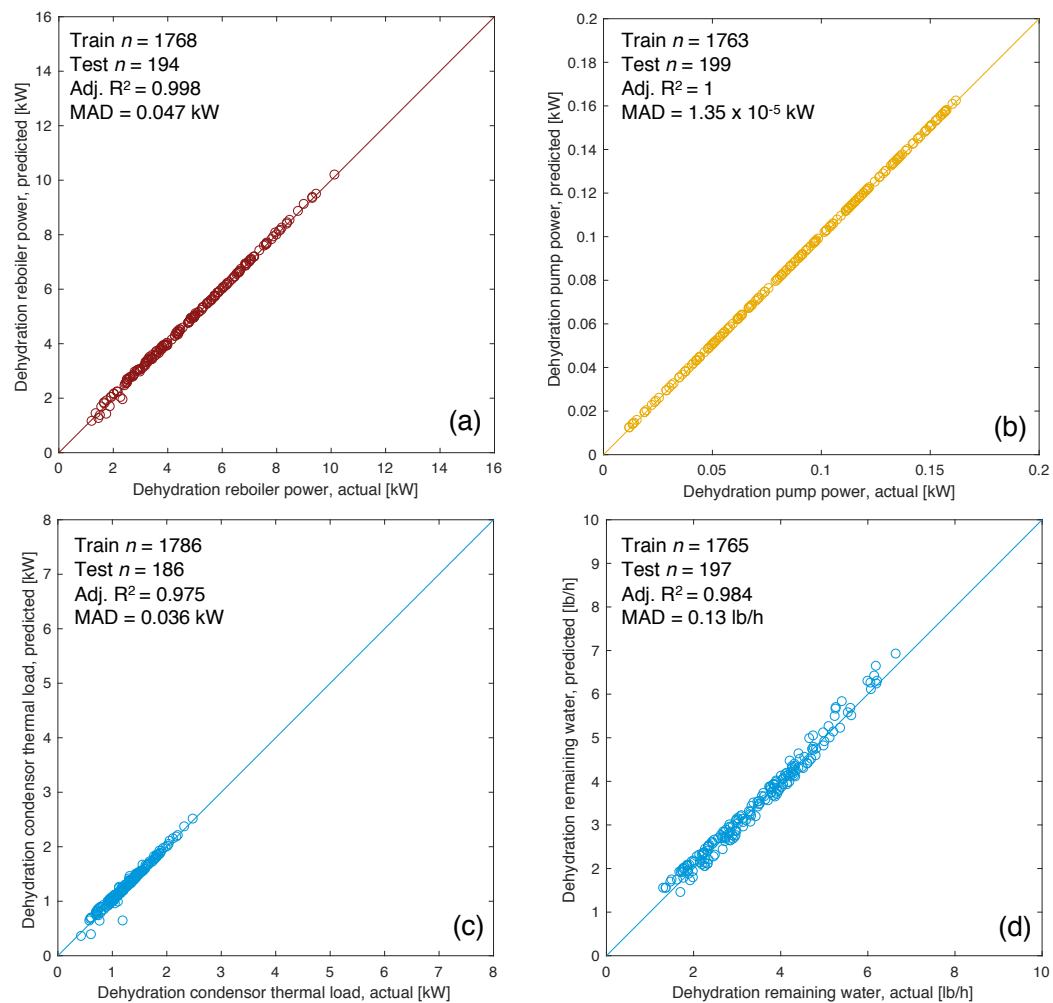 Train n = 1768
Test n = 194
Adj. R² = 0.998
MAD = 0.047 kW
(a)
Dehydration reboiler power, predicted [kW]
16
14
12
10
8
6
4
2
0
0 2 4 6 8 10 12 14 16
Dehydration reboiler power, actual [kW]
Train n = 1763
Test n = 199
Adj. R² = 1
MAD = 1.35 x 10⁻⁵ kW
(b)
Dehydration pump power, predicted [kW]
0.2
0.18
0.16
0.14
0.12
0.1
0.08
0.06
0.04
0.02
0
0 0.05 0.1 0.15 0.2
Dehydration pump power, actual [kW]
Train n = 1786
Test n = 186
Adj. R² = 0.975
MAD = 0.036 kW
(c)
Dehydration condensor thermal load, predicted [kW]
8
7
6
5
4
3
2
1
0
0 1 2 3 4 5 6 7 8
Dehydration condensor thermal load, actual [kW]
Train n = 1765
Test n = 197
Adj. R² = 0.984
MAD = 0.13 lb/h
(d)
Dehydration remaining water, predicted [lb/h]
10
9
8
7
6
5
4
3
2
1
0
0 2 4 6 8 10
Dehydration remaining water, actual [lb/h]